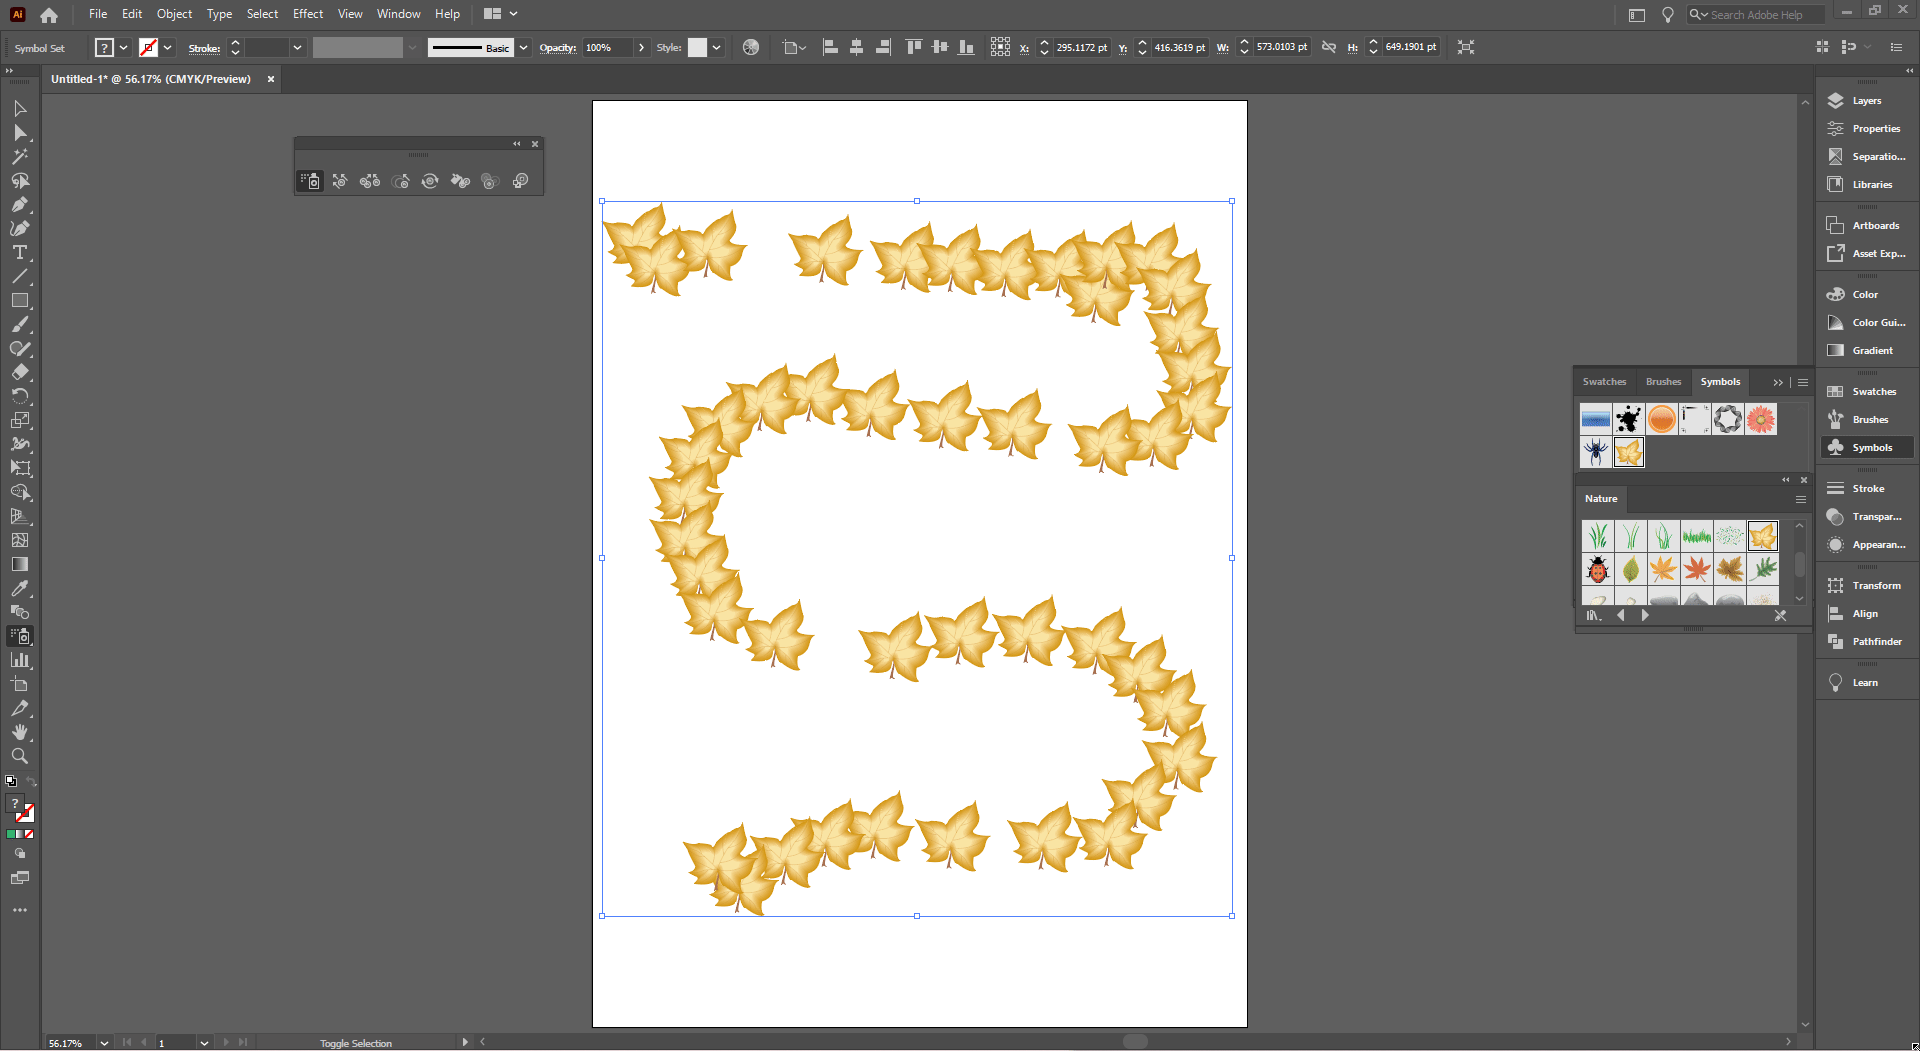 Ai File Edit Object Type Select Effect View Window Help Search Adobe Help
Symbol Set ? Stroke: Basic Opacity: 100% Style: X: 295.1172 pt Y: 416.3619 pt W: 573.0103 pt H: 649.1901 pt
Untitled-1* @ 56.17% (CMYK/Preview)
Layers
Properties
Separatio...
Libraries
Artboards
Asset Exp...
Color
Color Gui...
Gradient
Swatches Brushes Symbols
Swatches
Brushes
Symbols
Nature
Stroke
Transpar...
Appearan...
Transform
Align
Pathfinder
Learn
T
?
56.17% 1 Toggle Selection